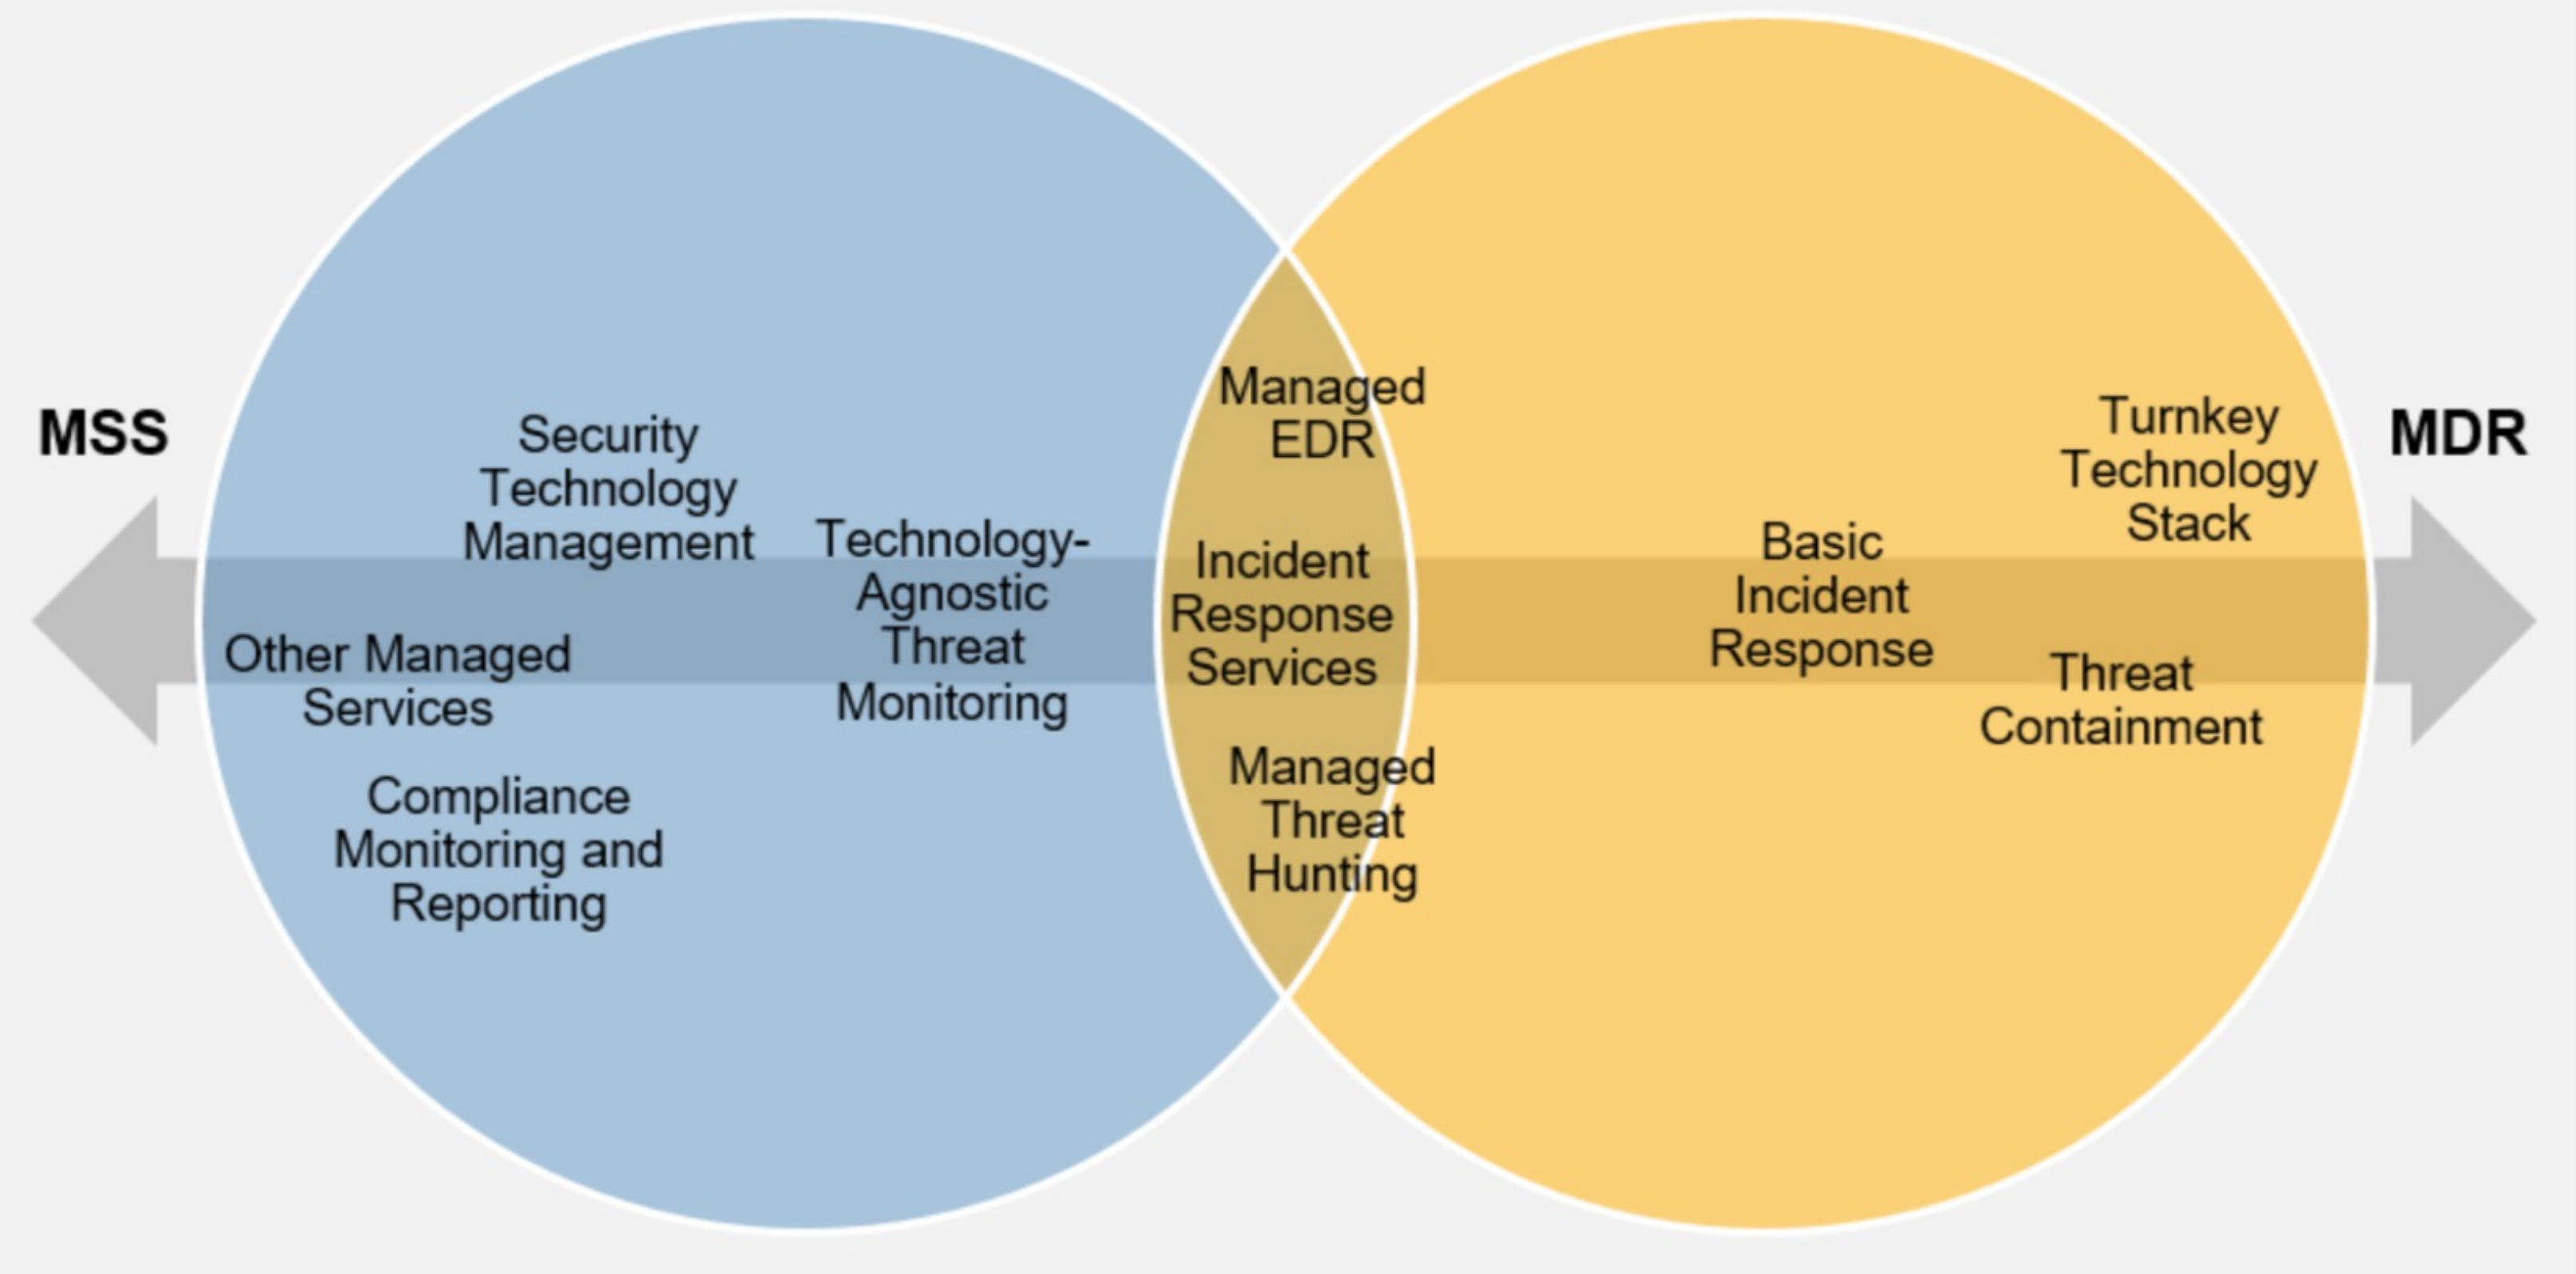 MSS
Security
Technology
Management
Other Managed
Services
Compliance
Monitoring and
Reporting
Technology-
Agnostic
Threat
Monitoring
Managed
EDR
Incident
Response
Services
Managed
Threat
Hunting
Basic
Incident
Response
Turnkey
Technology
Stack
Threat
Containment
MDR